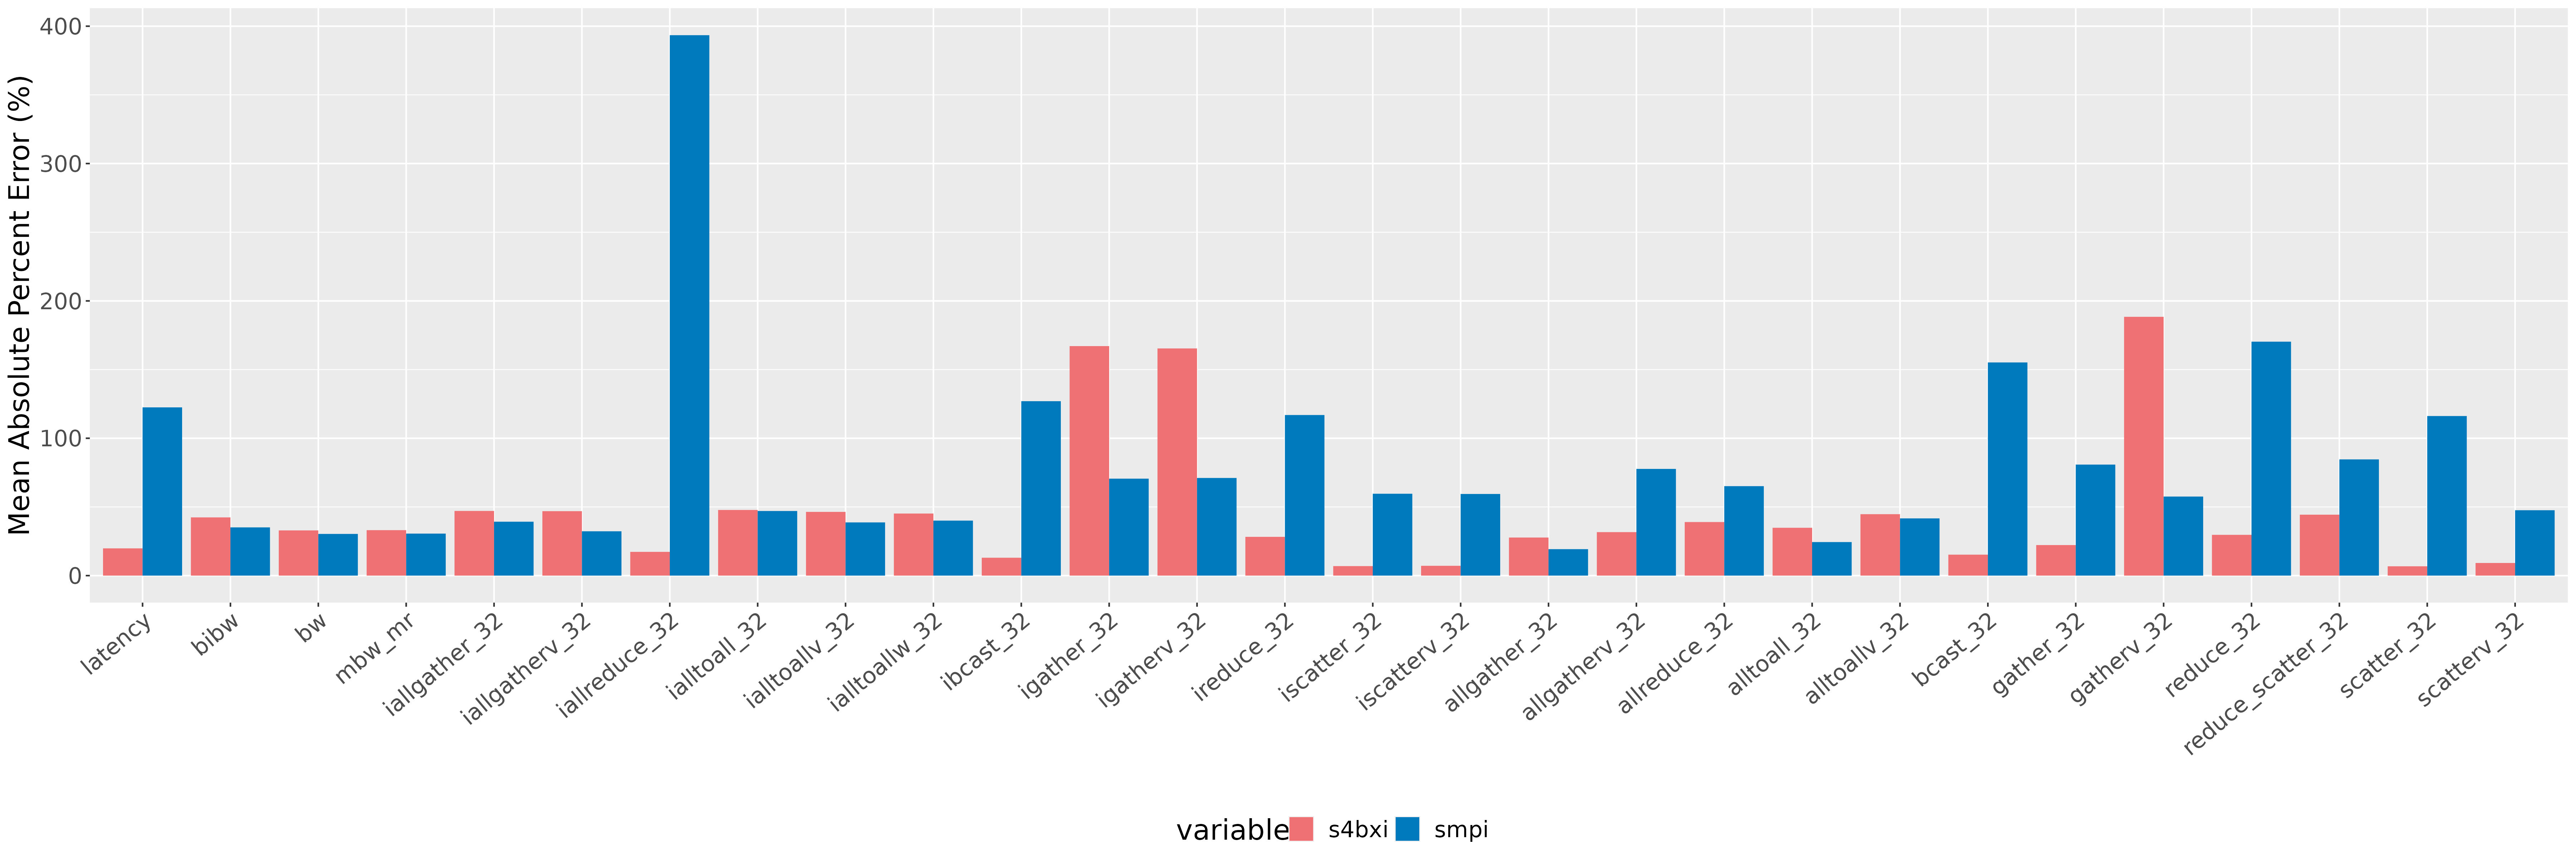 Mean Absolute Percent Error (%)
400
300
200
100
0
latency
bibw
bw
mbw_mr
iallgather_32
iallgatherv_32
iallreduce_32
ialltoall_32
ialltoallv_32
ialltoallw_32
ibcast_32
igather_32
igatherv_32
ireduce_32
iscatter_32
iscatterv_32
allgather_32
allgatherv_32
allreduce_32
alltoall_32
alltoallv_32
bcast_32
gather_32
gatherv_32
reduce_32
reduce_scatter_32
scatter_32
scatterv_32
variable s4bxi smpi